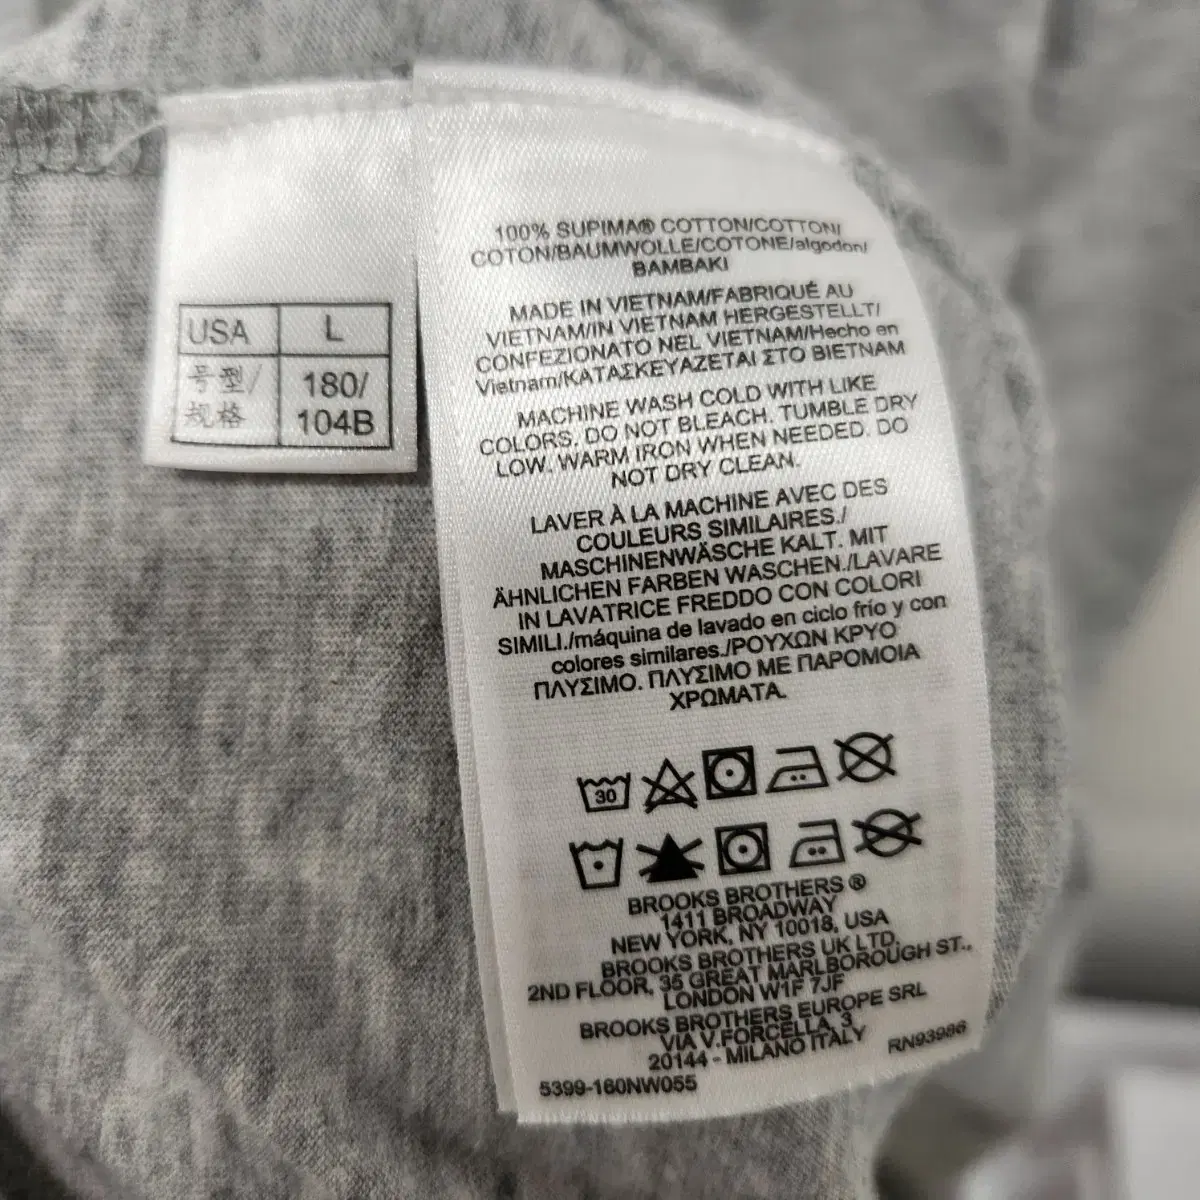 USA L
号型/规格 180/104B
100% SUPIMA® COTTON/COTTON/
COTON/BAUMWOLLE/COTONE/algodon/
BAMBAKI
MADE IN VIETNAM/FABRIQUÉ AU
VIETNAM/IN VIETNAM HERGESTELLT/
CONFEZIONATO NEL VIETNAM/Hecho en
Vietnam/ΚΑΤΑΣΚΕΥΑΖΕΤΑΙ ΣΤΟ ΒΙΕΤΝΑΜ
MACHINE WASH COLD WITH LIKE
COLORS. DO NOT BLEACH. TUMBLE DRY
LOW. WARM IRON WHEN NEEDED. DO
NOT DRY CLEAN.
LAVER À LA MACHINE AVEC DES
COULEURS SIMILAIRES./
MASCHINENWÄSCHE KALT. MIT
ÄHNLICHEN FARBEN WASCHEN./LAVARE
IN LAVATRICE FREDDO CON COLORI
SIMILI./máquina de lavado en ciclo frío y con
colores similares./ΡΟΥΧΩΝ ΚΡΥΟ
ΠΛΥΣΙΜΟ. ΠΛΥΣΙΜΟ ΜΕ ΠΑΡΟΜΟΙΑ
ΧΡΩΜΑΤΑ.
30
BROOKS BROTHERS ®
1411 BROADWAY
NEW YORK, NY 10018, USA
BROOKS BROTHERS UK LTD.
2ND FLOOR, 35 GREAT MARLBOROUGH ST.,
LONDON W1F 7JF
BROOKS BROTHERS EUROPE SRL
VIA V.FORCELLA, 3
20144 - MILANO ITALY
RN93986
5399-160NW055